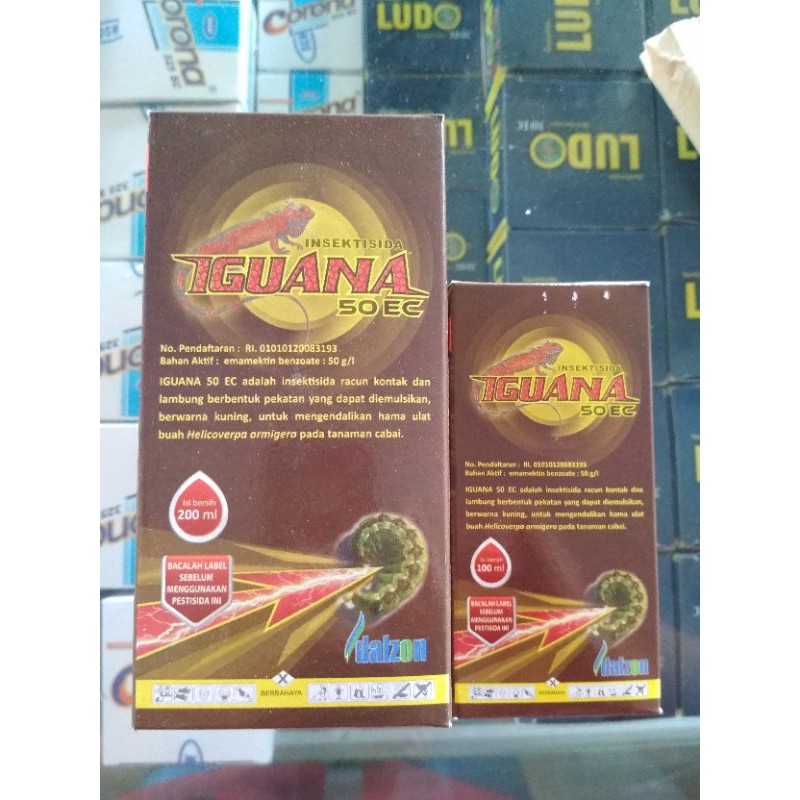 Corona
325 SC
LUDO
LUDO
LUDO
INSEKTISIDA
IGUANA
50 EC
No. Pendaftaran : RI. 01010120083193
Bahan Aktif : emamektin benzoate : 50 g/l
IGUANA 50 EC adalah insektisida racun kontak dan
lambung berbentuk pekatan yang dapat diemulsikan,
berwarna kuning, untuk mengendalikan hama ulat
buah Helicoverpa armigera pada tanaman cabai.
Isi bersih
200 ml
BACALAH LABEL
SEBELUM
MENGGUNAKAN
PESTISIDA INI
dalzon
X
BERBAHAYA
INSEKTISIDA
IGUANA
50 EC
No. Pendaftaran : RI. 01010120083193
Bahan Aktif : emamektin benzoate : 50 g/l
IGUANA 50 EC adalah insektisida racun kontak dan
lambung berbentuk pekatan yang dapat diemulsikan,
berwarna kuning, untuk mengendalikan hama ulat
buah Helicoverpa armigera pada tanaman cabai.
Isi bersih
100 ml
BACALAH LABEL
SEBELUM
MENGGUNAKAN
PESTISIDA INI
dalzon
X
BERBAHAYA